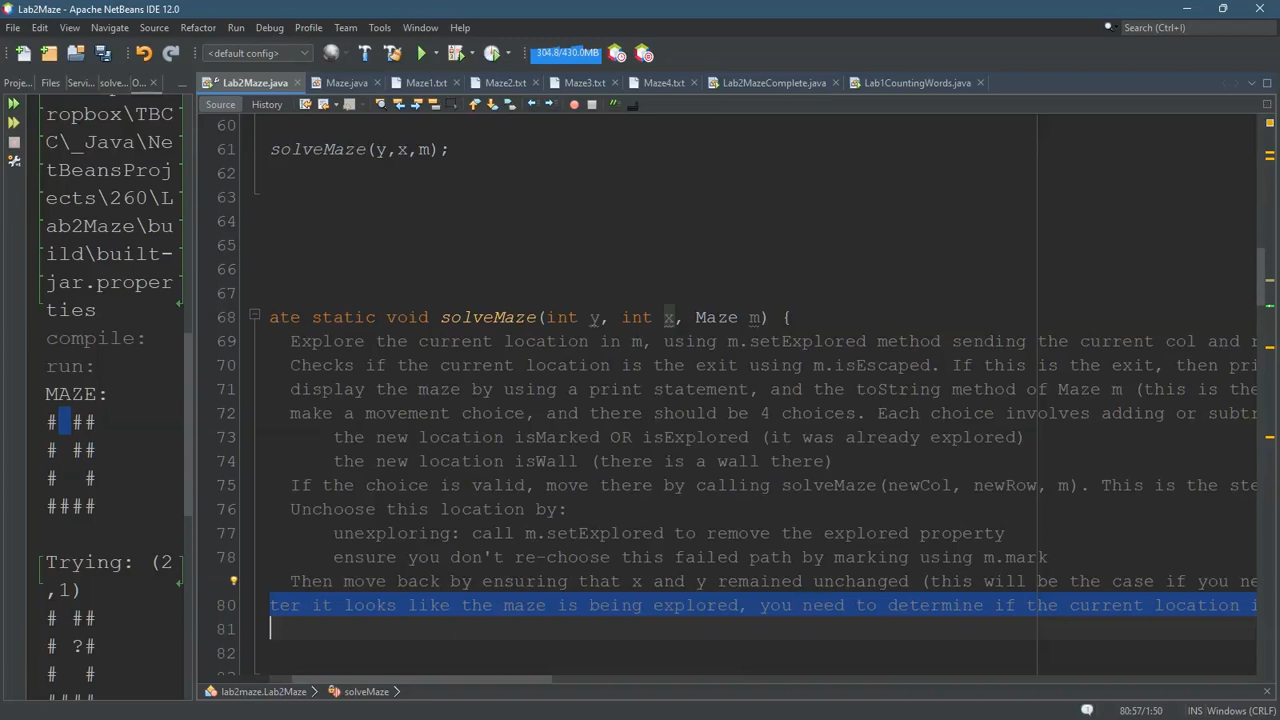 Lab2Maze - Apache NetBeans IDE 12.0
File Edit View Navigate Source Refactor Run Debug Profile Team Tools Window Help
Search (Ctrl+I)
<default config>
304.8/430.0MB
Proje... Files Servi... solve... O...
Lab2Maze.java Maze.java Maze1.txt Maze2.txt Maze3.txt Maze4.txt Lab2MazeComplete.java Lab1CountingWords.java
Source History
ropbox\TBC
C\_Java\Ne
tBeansProj
ects\260\L
ab2Maze\bu
ild\built-
jar.proper
ties
compile:
run:
MAZE:
# ##
# ##
#  #
####
Trying: (2
,1)
# ##
# ?#
#  #
####
60
61 solveMaze(y,x,m);
62
63
64
65
66
67
68 ate static void solveMaze(int y, int x, Maze m) {
69 Explore the current location in m, using m.setExplored method sending the current col and r
70 Checks if the current location is the exit using m.isEscaped. If this is the exit, then pri
71 display the maze by using a print statement, and the toString method of Maze m (this is the
72 make a movement choice, and there should be 4 choices. Each choice involves adding or subtr
73 the new location isMarked OR isExplored (it was already explored)
74 the new location isWall (there is a wall there)
75 If the choice is valid, move there by calling solveMaze(newCol, newRow, m). This is the ste
76 Unchoose this location by:
77 unexploring: call m.setExplored to remove the explored property
78 ensure you don't re-choose this failed path by marking using m.mark
Then move back by ensuring that x and y remained unchanged (this will be the case if you ne
80 ter it looks like the maze is being explored, you need to determine if the current location i
81
82
lab2maze.Lab2Maze solveMaze
80:57/1:50 INS Windows (CRLF)